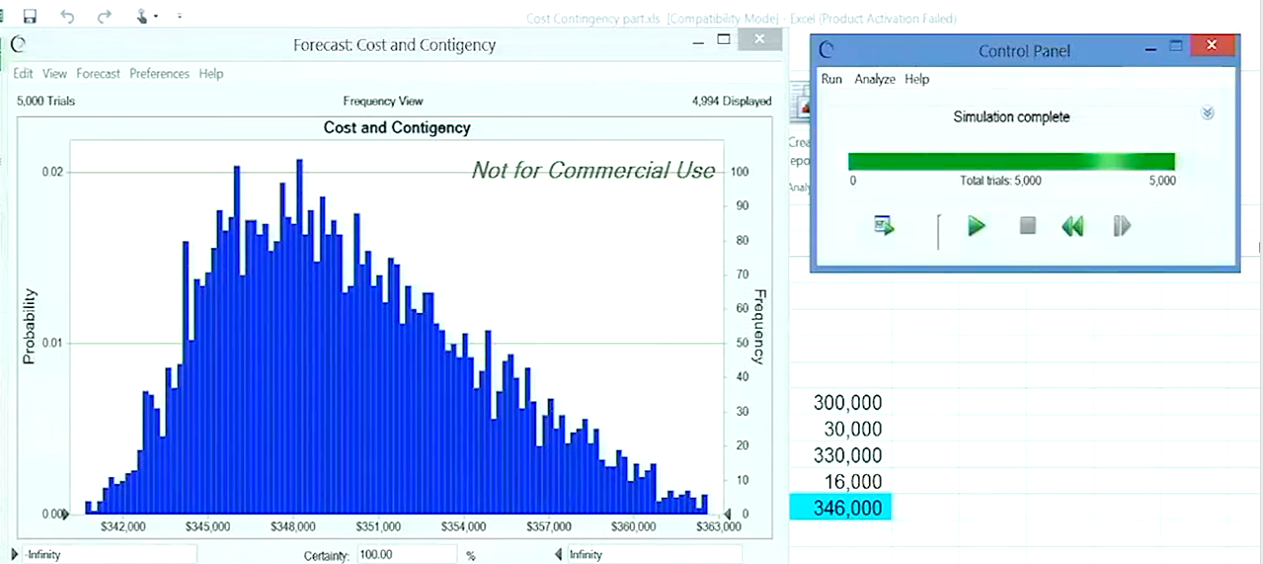 Cost Contingency part.xls [Compatibility Mode] - Excel (Product Activation Failed)
Forecast: Cost and Contigency
Edit View Forecast Preferences Help
5,000 Trials Frequency View 4,994 Displayed
Cost and Contigency
Not for Commercial Use
0.02
0.01
0.00
Probability
100
90
80
70
60
50
40
30
20
10
0
Frequency
$342,000 $345,000 $348,000 $351,000 $354,000 $357,000 $360,000 $363,000
-Infinity Certainty: 100.00 % Infinity
Control Panel
Run Analyze Help
Simulation complete
0 Total trials: 5,000 5,000
300,000
30,000
330,000
16,000
346,000